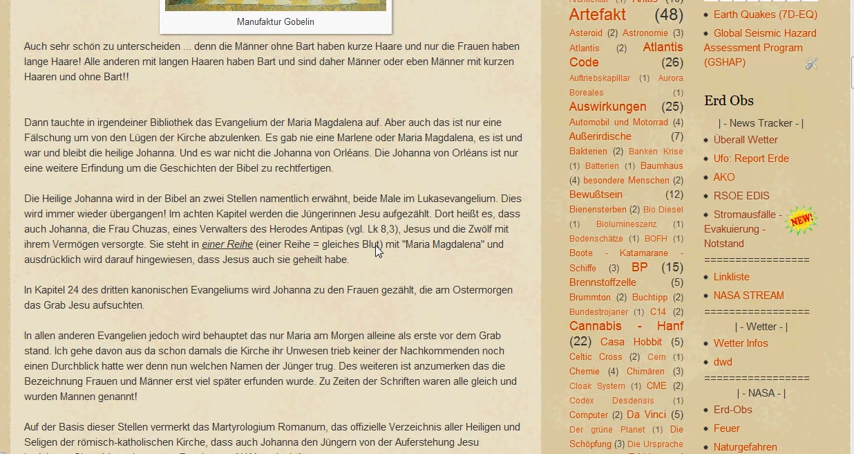 Manufaktur Gobelin
Auch sehr schön zu unterscheiden ... denn die Männer ohne Bart haben kurze Haare und nur die Frauen haben
lange Haare! Alle anderen mit langen Haaren haben Bart und sind daher Männer oder eben Männer mit kurzen
Haaren und ohne Bart!!
Dann tauchte in irgendeiner Bibliothek das Evangelium der Maria Magdalena auf. Aber auch das ist nur eine
Fälschung um von den Lügen der Kirche abzulenken. Es gab nie eine Marlene oder Maria Magdalena, es ist und
war und bleibt die heilige Johanna. Und es war nicht die Johanna von Orléans. Die Johanna von Orléans ist nur
eine weitere Erfindung um die Geschichten der Bibel zu rechtfertigen.
Die Heilige Johanna wird in der Bibel an zwei Stellen namentlich erwähnt, beide Male im Lukasevangelium. Dies
wird immer wieder übergangen! Im achten Kapitel werden die Jüngerinnen Jesu aufgezählt. Dort heißt es, dass
auch Johanna, die Frau Chuzas, eines Verwalters des Herodes Antipas (vgl. Lk 8,3), Jesus und die Zwölf mit
ihrem Vermögen versorgte. Sie steht in einer Reihe (einer Reihe = gleiches Blut) mit "Maria Magdalena" und
ausdrücklich wird darauf hingewiesen, dass Jesus auch sie geheilt habe.
In Kapitel 24 des dritten kanonischen Evangeliums wird Johanna zu den Frauen gezählt, die am Ostermorgen
das Grab Jesu aufsuchten.
In allen anderen Evangelien jedoch wird behauptet das nur Maria am Morgen alleine als erste vor dem Grab
stand. Ich gehe davon aus da schon damals die Kirche ihr Unwesen trieb keiner der Nachkommenden noch
einen Durchblick hatte wer denn nun welchen Namen der Jünger trug. Des weiteren ist anzumerken das die
Bezeichnung Frauen und Männer erst viel später erfunden wurde. Zu Zeiten der Schriften waren alle gleich und
wurden Mannen genannt!
Auf der Basis dieser Stellen vermerkt das Martyrologium Romanum, das offizielle Verzeichnis aller Heiligen und
Seligen der römisch-katholischen Kirche, dass auch Johanna den Jüngern von der Auferstehung Jesu
Artefakt (48)
Asteroid (2) Astronomie (3)
Atlantis (2) Atlantis
Code (26)
Auftriebskapillar (1) Aurora
Boreales (1)
Auswirkungen (25)
Automobil und Motorrad (4)
Außerirdische (7)
Bakterien (2) Banken Krise
(1) Batterien (1) Baumhaus
(4) besondere Menschen (2)
Bewußtsein (12)
Bienensterben (2) Bio Diesel
(1) Biolumineszenz (1)
Bodenschätze (1) BOFH (1)
Boote - Katamarane -
Schiffe (3) BP (15)
Brennstoffzelle (5)
Brummton (2) Buchtipp (2)
Bundestrojaner (1) C14 (2)
Cannabis - Hanf
(22) Casa Hobbit (5)
Celtic Cross (2) Cern (1)
Chemie (4) Chimären (3)
Cloak System (1) CME (2)
Codex Desdensis (1)
Computer (2) Da Vinci (5)
Der grüne Planet (1) Die
Schöpfung (3) Die Ursprache
Earth Quakes (7D-EQ)
Global Seismic Hazard
Assessment Program
(GSHAP)
Erd Obs
| - News Tracker - |
Überall Wetter
Ufo: Report Erde
AKO
RSOE EDIS
Stromausfälle -
Evakuierung -
Notstand
NEW!
=================
Linkliste
NASA STREAM
=================
| - Wetter - |
Wetter Infos
dwd
=================
| - NASA - |
Erd-Obs
Feuer
Naturgefahren